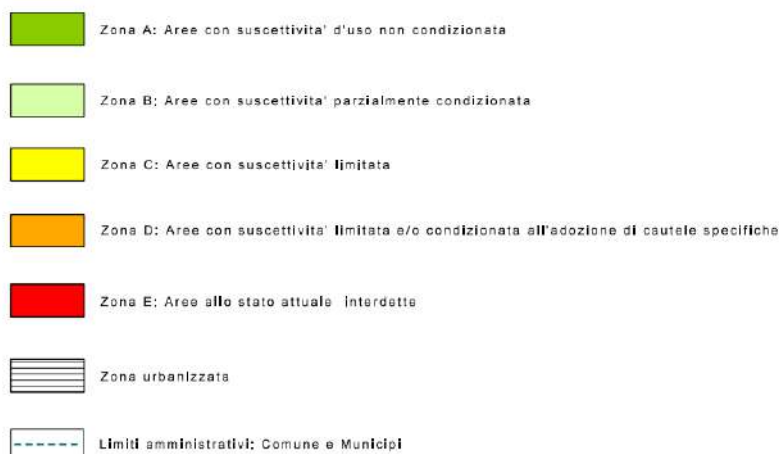 Zona A: Aree con suscettivita' d'uso non condizionata
Zona B: Aree con suscettivita' parzialmente condizionata
Zona C: Aree con suscettivita' limitata
Zona D: Aree con suscettivita' limitata e/o condizionata all'adozione di cautele specifiche
Zona E: Aree allo stato attuale interdette
Zona urbanizzata
Limiti amministrativi: Comune e Municipi